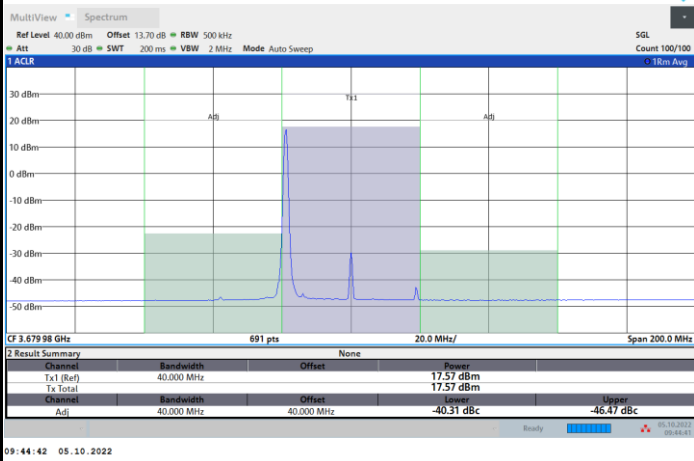 MultiView Spectrum
Ref Level 40.00 dBm Offset 13.70 dB RBW 500 kHz SGL
Att 30 dB SWT 200 ms VBW 2 MHz Mode Auto Sweep Count 100/100
1 ACLR 1Rm Avg
30 dBm
Tx1
20 dBm Adj Adj
10 dBm
0 dBm
-10 dBm
-20 dBm
-30 dBm
-40 dBm
-50 dBm
CF 3.67998 GHz 691 pts 20.0 MHz/ Span 200.0 MHz
2 Result Summary None
Channel Bandwidth Offset Power
Tx1 (Ref) 40.000 MHz 17.57 dBm
Tx Total 17.57 dBm
Channel Bandwidth Offset Lower Upper
Adj 40.000 MHz 40.000 MHz -40.31 dBc -46.47 dBc
Ready 05.10.2022
09:44:41
09:44:42 05.10.2022